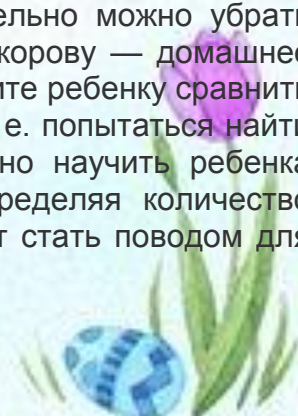 ельно можно убрать
корову — домашнее
ите ребенку сравнить
е. попытаться найти
но научить ребенка
ределяя количество
т стать поводом для